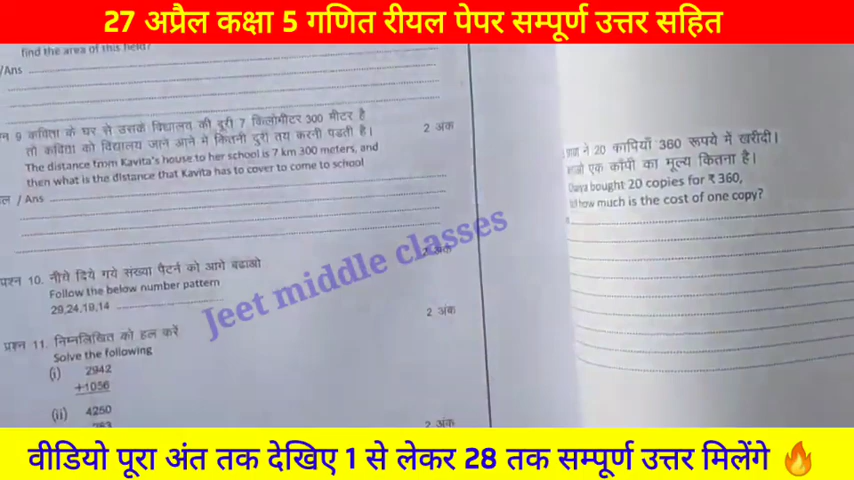 27 अप्रैल कक्षा 5 गणित रीयल पेपर सम्पूर्ण उत्तर सहित
find the area of this field?
/Ans
न 9 कविता के घर से उसके विद्यालय की दूरी 7 किलोमीटर 300 मीटर है
तो कविता को विद्यालय जाने आने में कितनी दुरी तय करनी पडती है।
2 अंक
The distance from Kavita's house to her school is 7 km 300 meters, and
then what is the distance that Kavita has to cover to come to school
/ Ans
प्रश्न 10. नीचे दिये गये संख्या पैटर्न को आगे बढाओ
2 अंक
Follow the below number pattern
29,24,19,14
प्रश्न 11. निम्नलिखित को हल करें
2 अंक
Solve the following
(i) 2942
+1056
(ii) 4250
2 अंक
ने 20 कापियाँ 360 रूपये में खरीदी।
एक कॉपी का मूल्य कितना है।
bought 20 copies for ₹ 360,
how much is the cost of one copy?
Jeet middle classes
वीडियो पूरा अंत तक देखिए 1 से लेकर 28 तक सम्पूर्ण उत्तर मिलेंगे 🔥